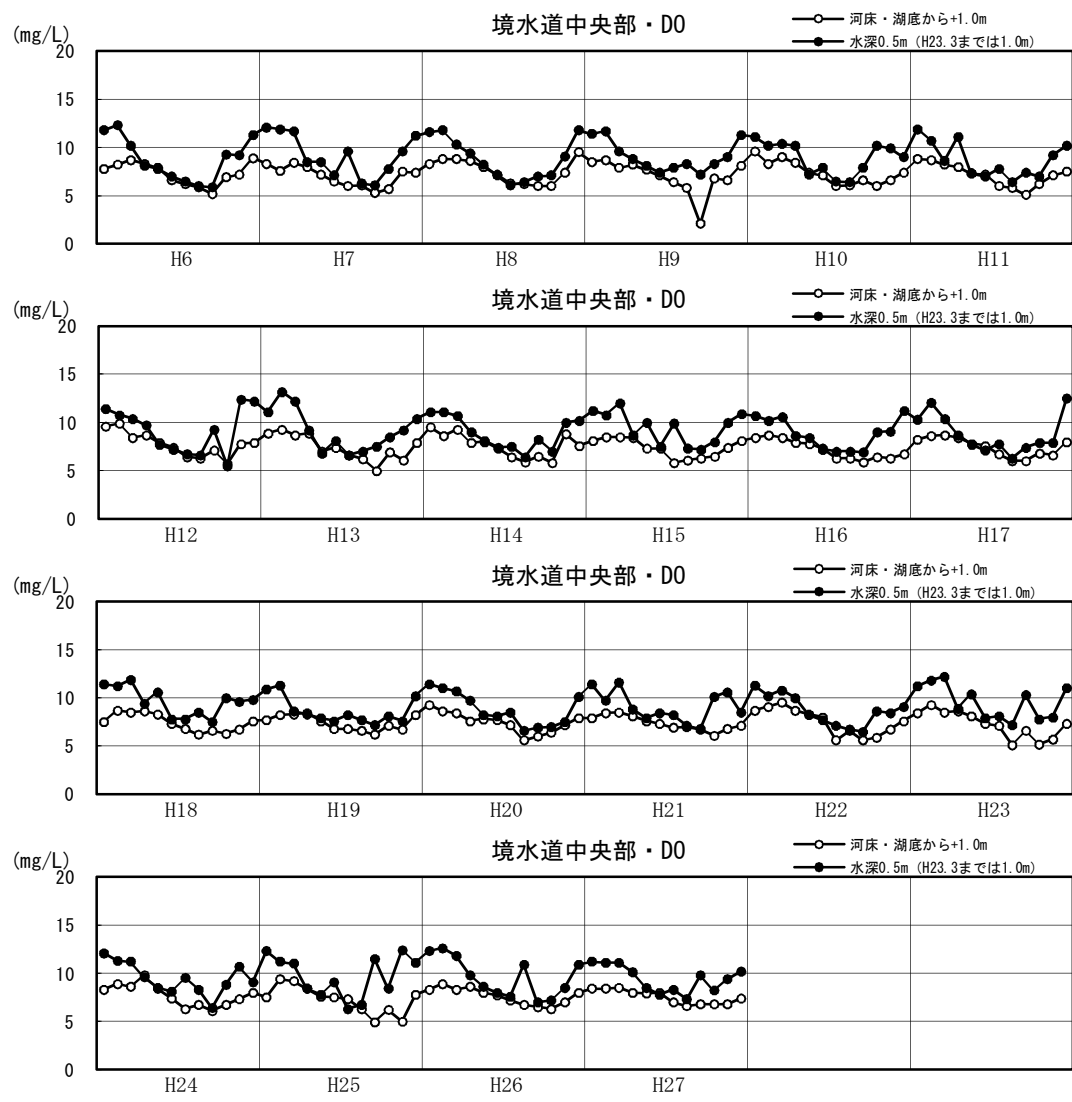 境水道中央部・DO
(mg/L)
河床・湖底から+1.0m
水深0.5m (H23.3までは1.0m)
20
15
10
5
0
H6 H7 H8 H9 H10 H11
境水道中央部・DO
(mg/L)
河床・湖底から+1.0m
水深0.5m (H23.3までは1.0m)
20
15
10
5
0
H12 H13 H14 H15 H16 H17
境水道中央部・DO
(mg/L)
河床・湖底から+1.0m
水深0.5m (H23.3までは1.0m)
20
15
10
5
0
H18 H19 H20 H21 H22 H23
境水道中央部・DO
(mg/L)
河床・湖底から+1.0m
水深0.5m (H23.3までは1.0m)
20
15
10
5
0
H24 H25 H26 H27